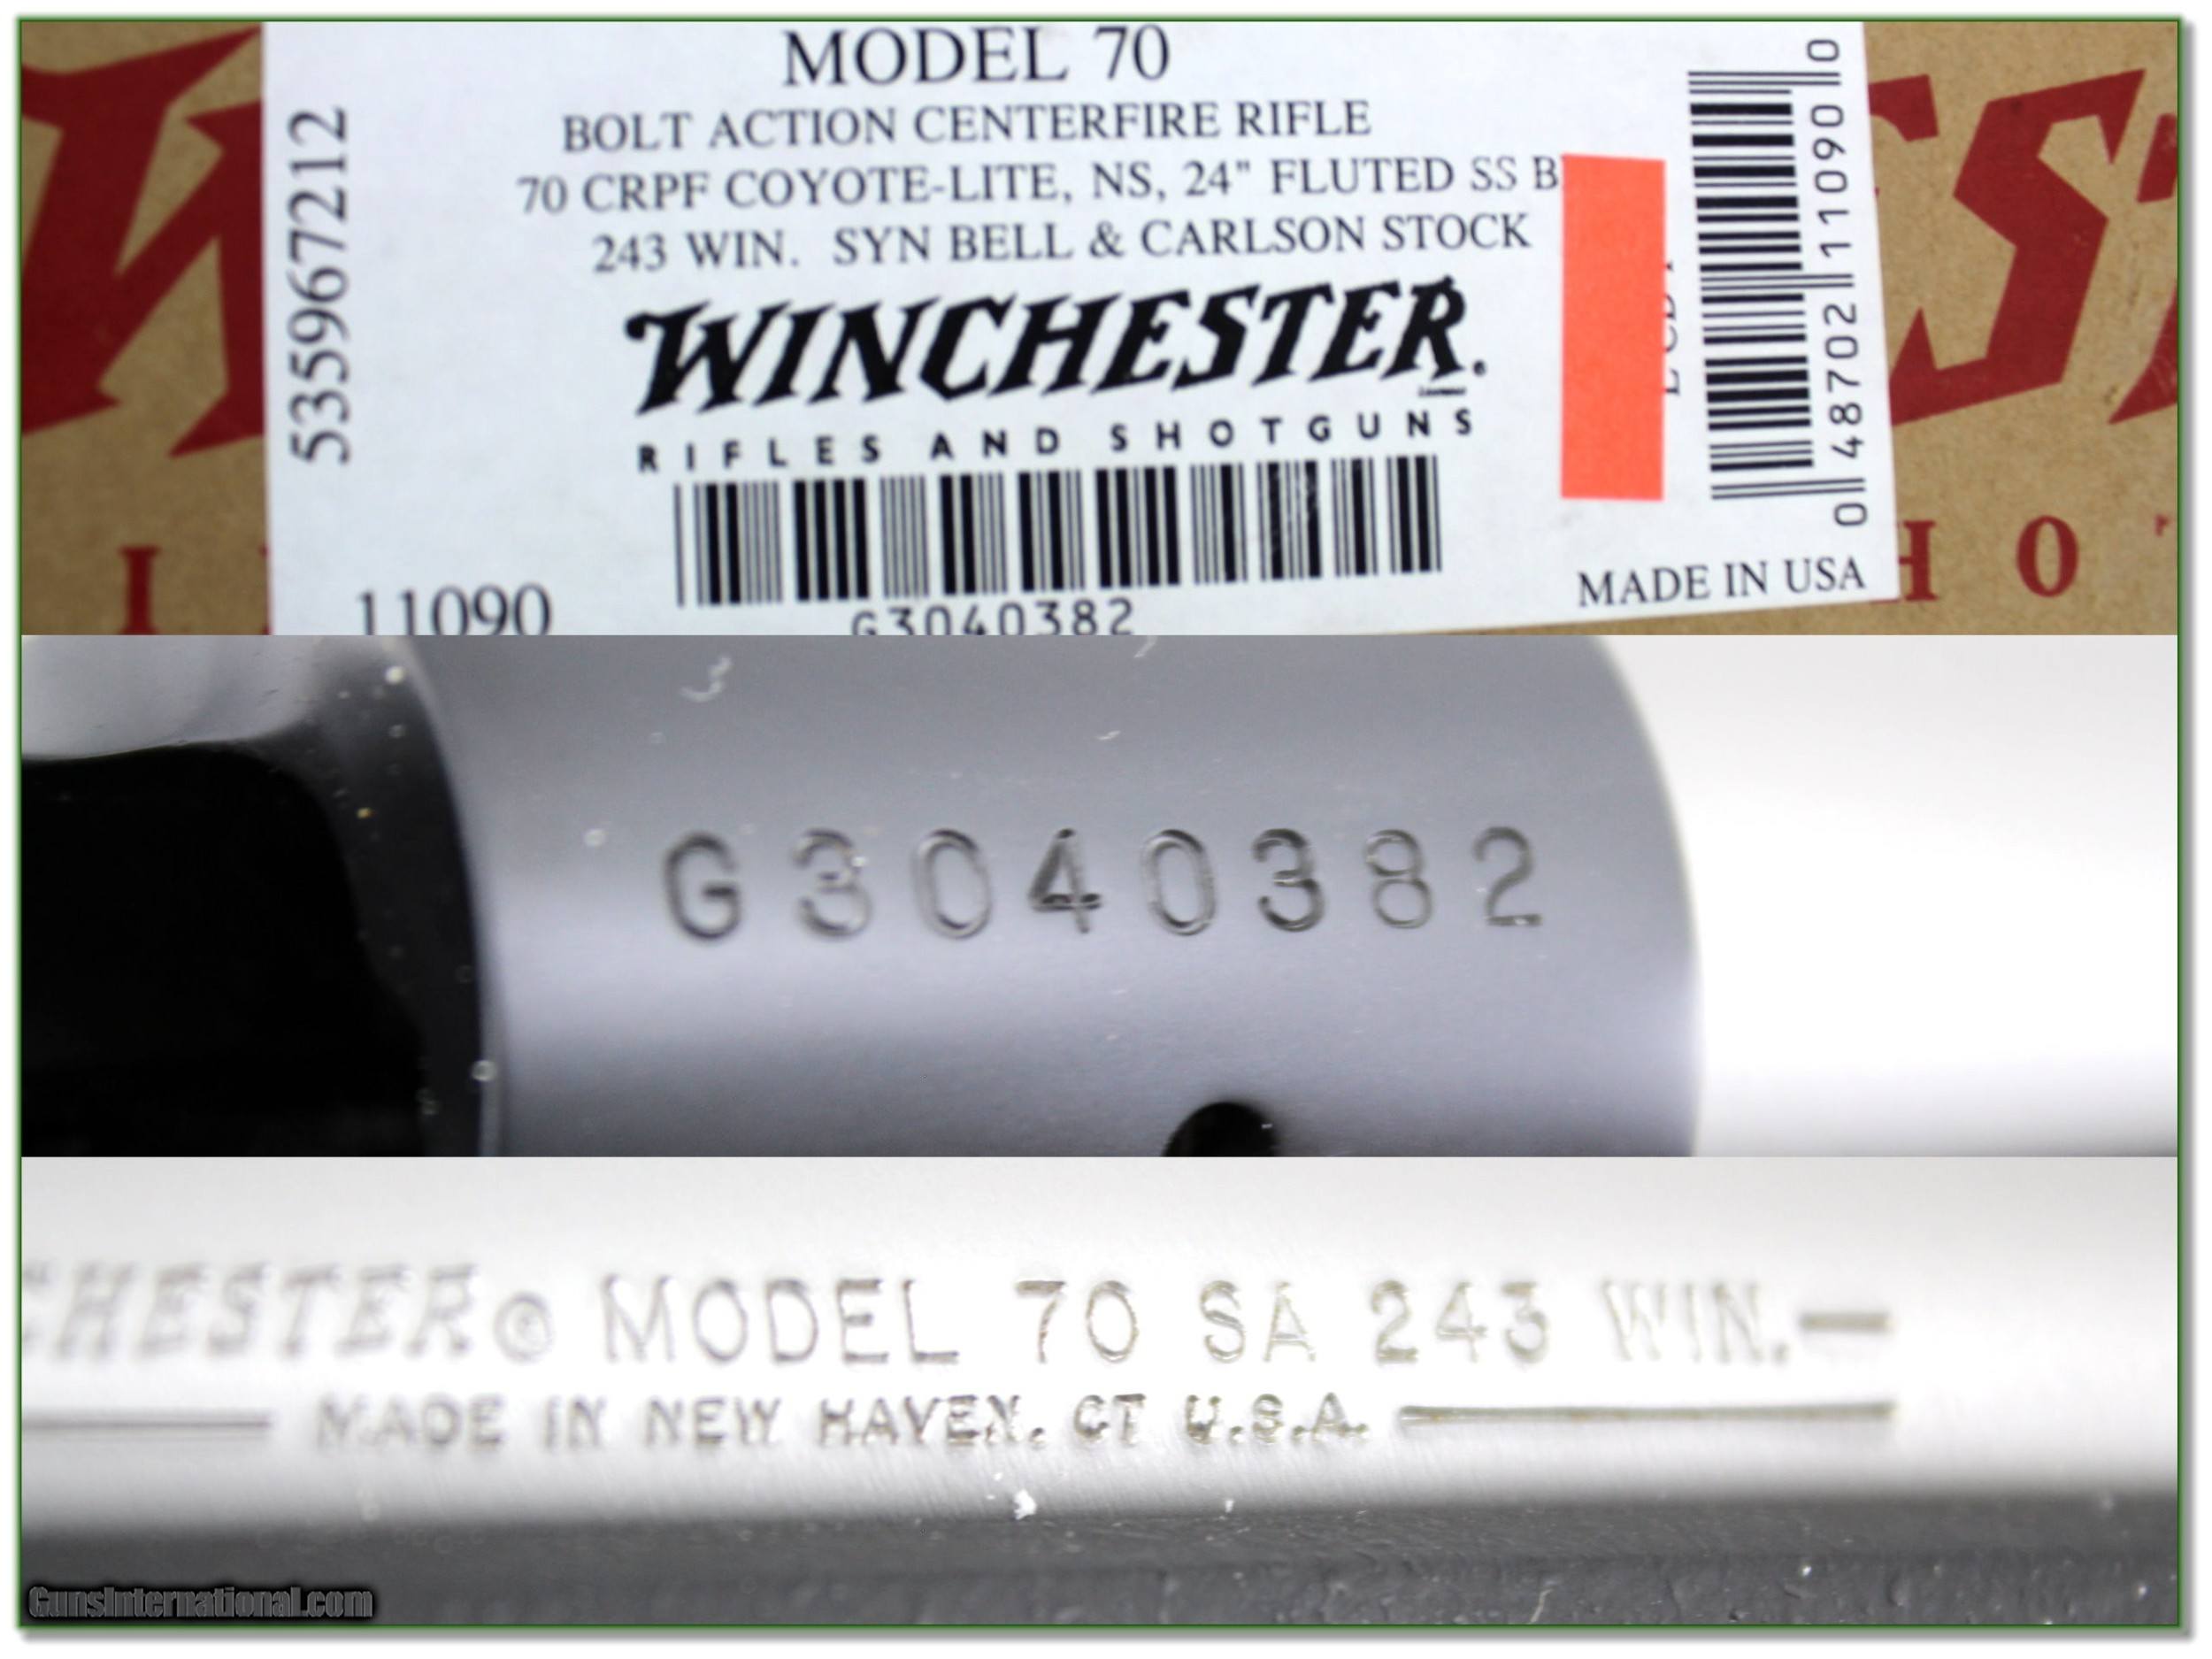 MODEL 70
BOLT ACTION CENTERFIRE RIFLE
70 CRPF COYOTE-LITE, NS, 24" FLUTED SS B
243 WIN. SYN BELL & CARLSON STOCK
WINCHESTER.
RIFLES AND SHOTGUNS
535967212
11090
G3040382
0 48702 11090 0
MADE IN USA
G3040382
CHESTER® MODEL 70 SA 243 WIN.—
MADE IN NEW HAVEN, CT U.S.A.
GunsInternational.com